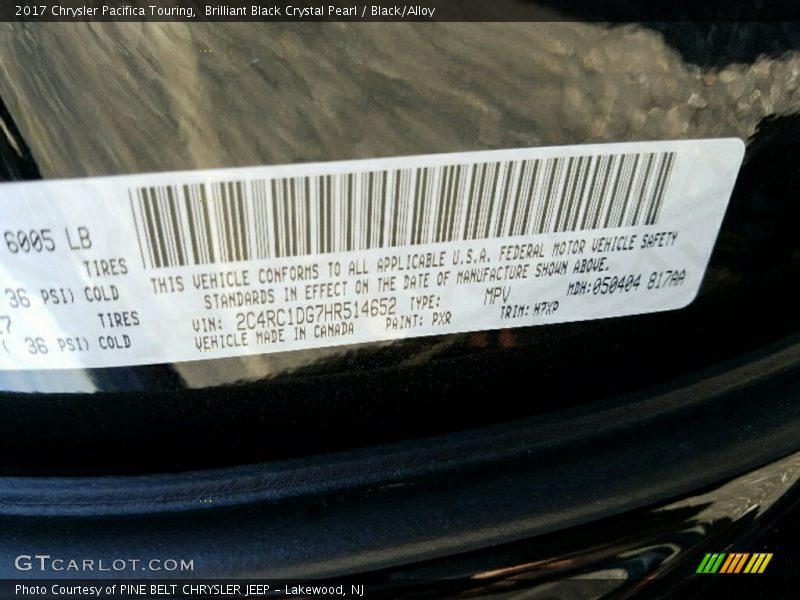 2017 Chrysler Pacifica Touring,  Brilliant Black Crystal Pearl / Black/Alloy
6005 LB
TIRES
36 PSI) COLD
TIRES
( 36 PSI) COLD
THIS VEHICLE CONFORMS TO ALL APPLICABLE U.S.A. FEDERAL MOTOR VEHICLE SAFETY
STANDARDS IN EFFECT ON THE DATE OF MANUFACTURE SHOWN ABOVE.
VIN: 2C4RC1DG7HR514652 TYPE: MPV MDH:050404 817AA
VEHICLE MADE IN CANADA PAINT: PXR TRIM: H7XP
GTCARLOT.COM
Photo Courtesy of PINE BELT CHRYSLER JEEP - Lakewood, NJ